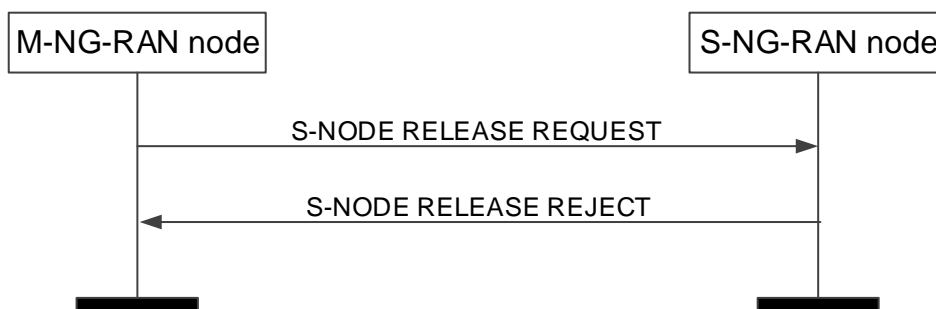 M-NG-RAN node
S-NG-RAN node
S-NODE RELEASE REQUEST
S-NODE RELEASE REJECT